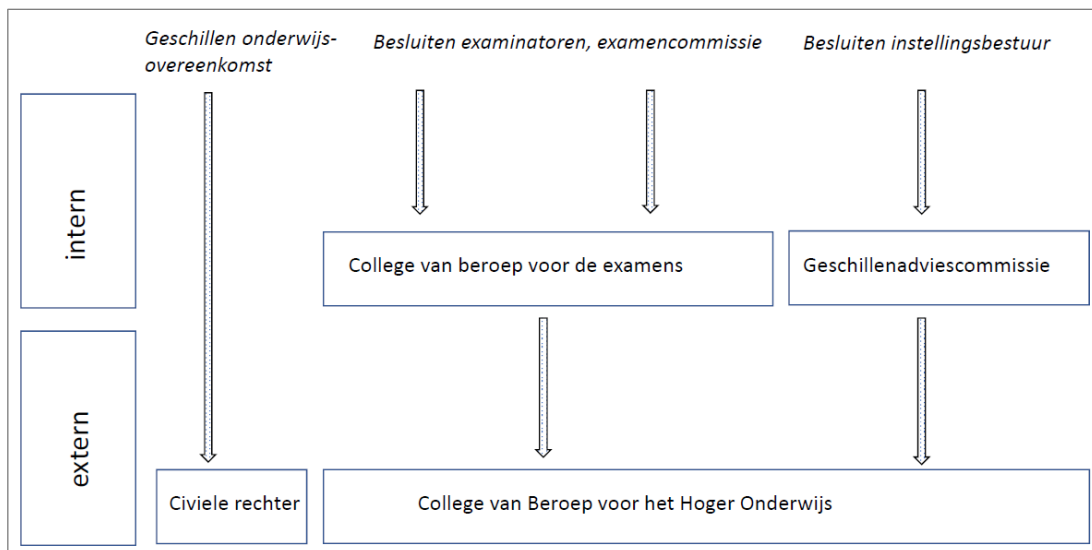 Geschillen onderwijs-
overeenkomst
Besluiten examinatoren, examencommissie
Besluiten instellingsbestuur
intern
College van beroep voor de examens
Geschillenadviescommissie
extern
Civiele rechter
College van Beroep voor het Hoger Onderwijs